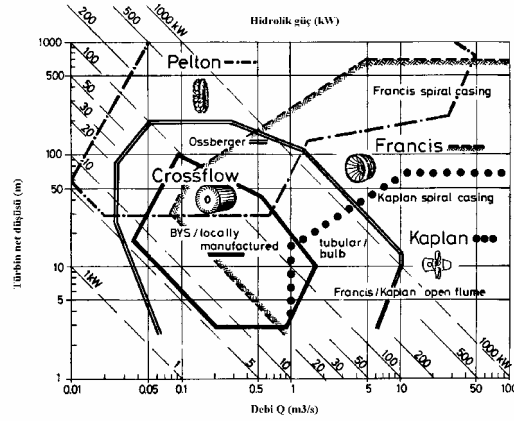 Hidrolik güç (kW)
200
500
1000 kW
1000
500
100
50
10
5
1
Türbin net düşüsü (m)
100
50
30
20
10
1kW
Pelton
Francis spiral casing
Ossberger
Francis
Crossflow
Kaplan spiral casing
BYS/locally
manufactured
tubular/
bulb
Kaplan
Francis/Kaplan open flume
5
10
20
30
50
100
200
500
1000 kW
0.01
0.05
0.1
0.5
1
5
10
50
100
Debi Q (m3/s)